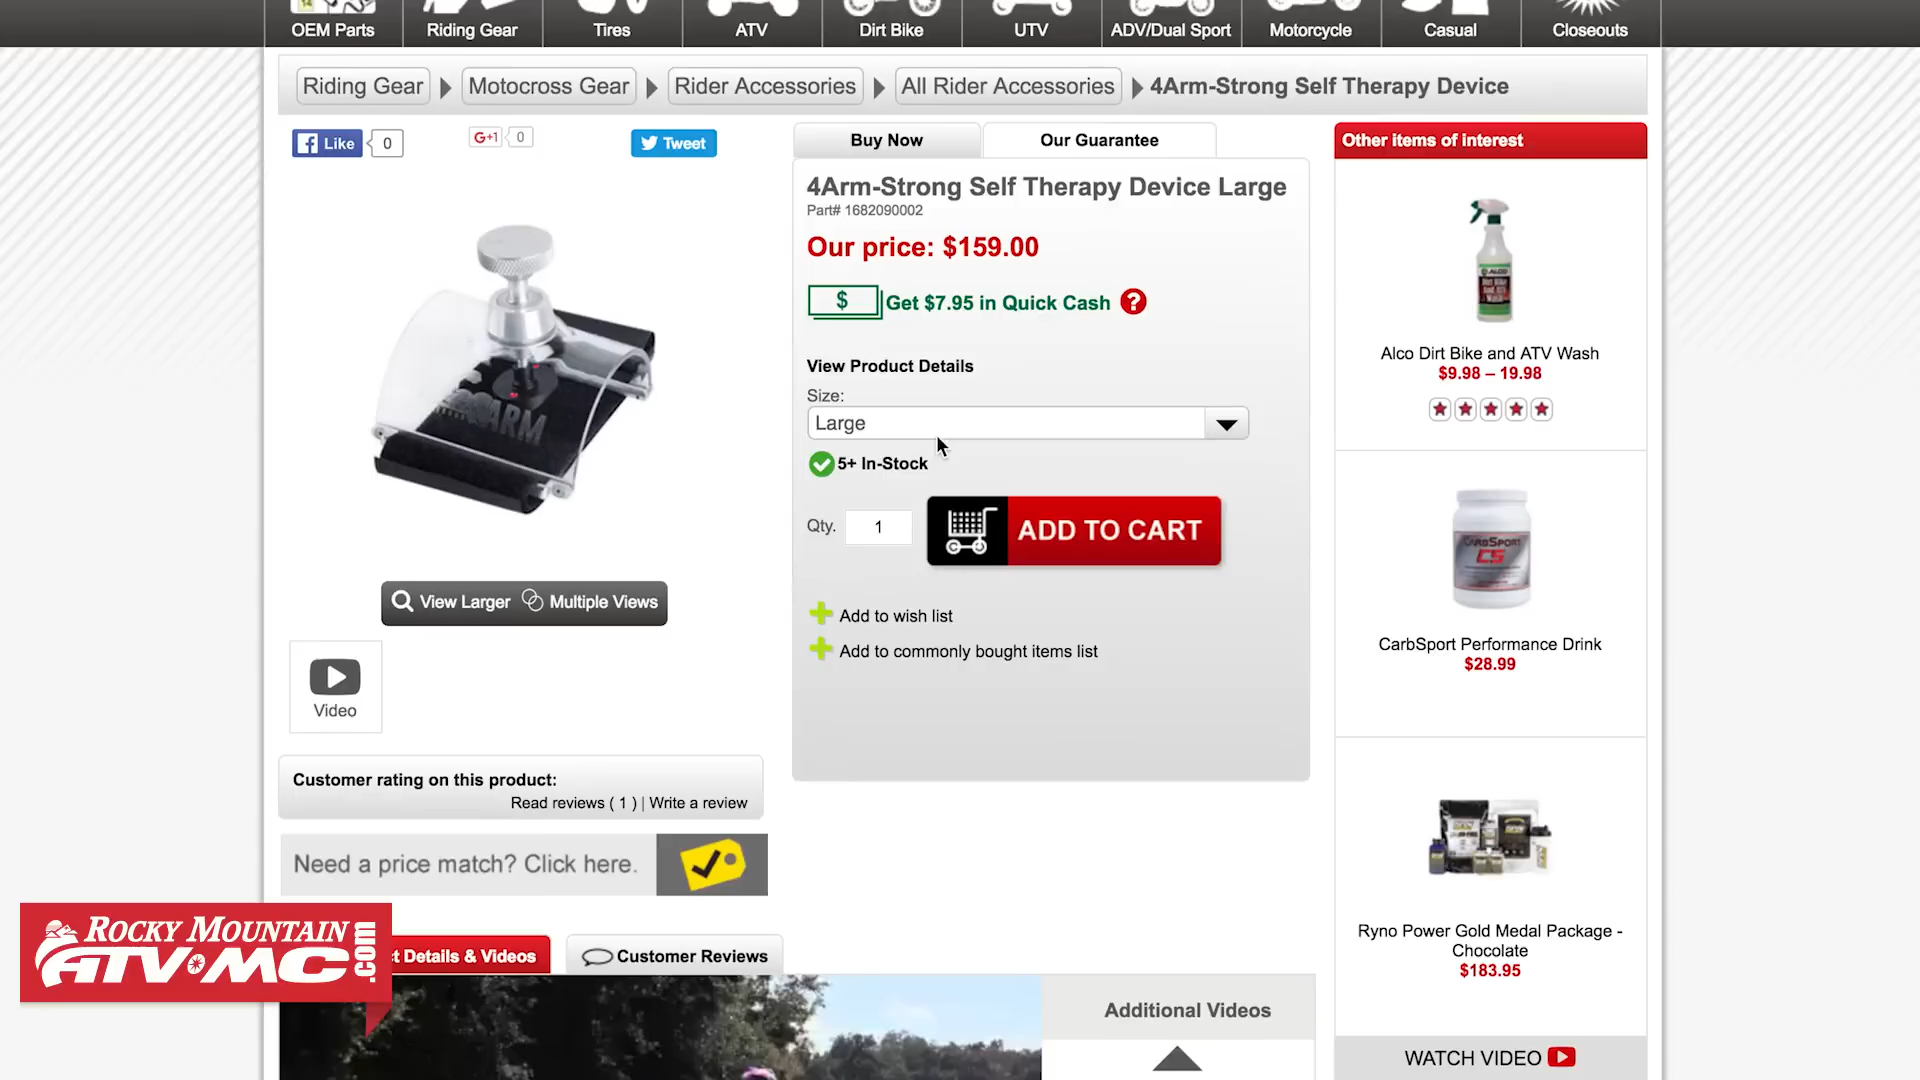 OEM Parts
Riding Gear
Tires
ATV
Dirt Bike
UTV
ADV/Dual Sport
Motorcycle
Casual
Closeouts
Riding Gear
Motocross Gear
Rider Accessories
All Rider Accessories
4Arm-Strong Self Therapy Device
Like
0
G+1
0
Tweet
View Larger
Multiple Views
Video
Customer rating on this product:
Read reviews ( 1 ) | Write a review
Need a price match? Click here.
Buy Now
Our Guarantee
4Arm-Strong Self Therapy Device Large
Part# 1682090002
Our price: $159.00
$ Get $7.95 in Quick Cash ?
View Product Details
Size:
Large
5+ In-Stock
Qty. 1
ADD TO CART
Add to wish list
Add to commonly bought items list
Other items of interest
ALCO
Alco Dirt Bike and ATV Wash
$9.98 – 19.98
CARBSPORT
CS
CarbSport Performance Drink
$28.99
Ryno Power Gold Medal Package -
Chocolate
$183.95
WATCH VIDEO
ARM
ROCKY MOUNTAIN
ATV MC
.com
t Details & Videos
Customer Reviews
Additional Videos